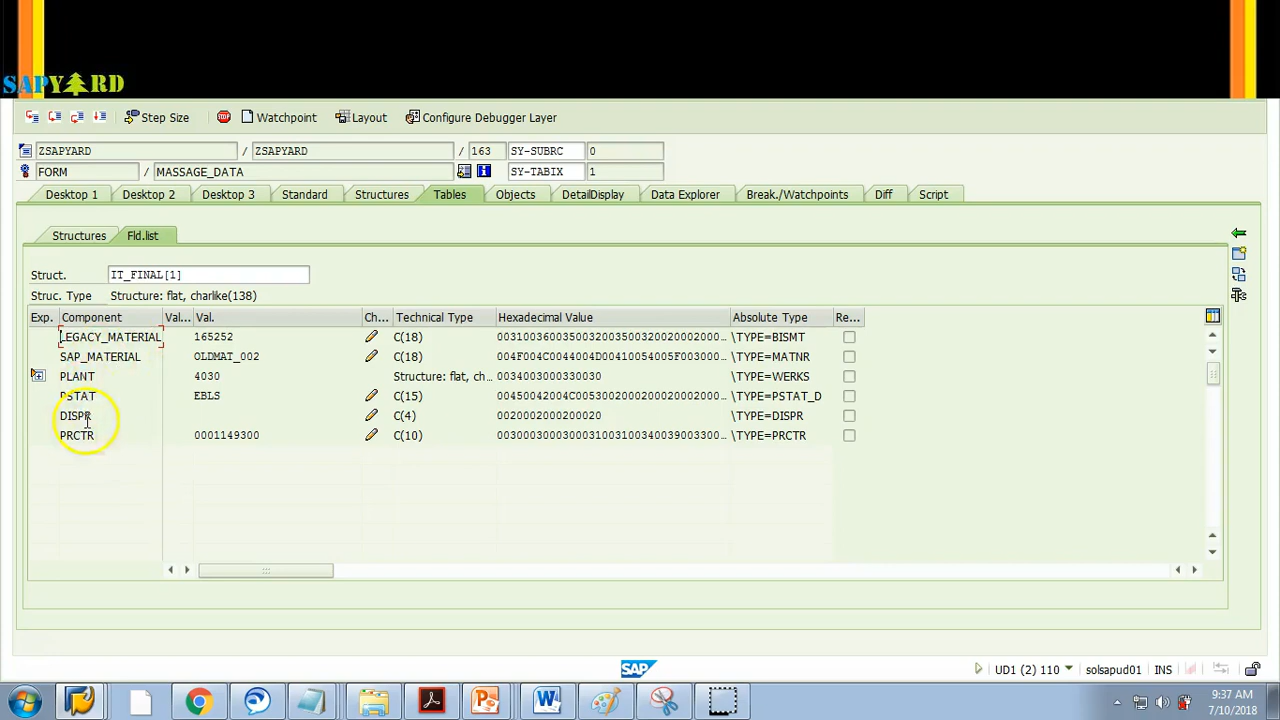 SAPYARD
Step Size Watchpoint Layout Configure Debugger Layer
ZSAPYARD / ZSAPYARD / 163 SY-SUBRC 0
FORM / MASSAGE_DATA SY-TABIX 1
Desktop 1 Desktop 2 Desktop 3 Standard Structures Tables Objects DetailDisplay Data Explorer Break./Watchpoints Diff Script
Structures Fld.list
Struct. IT_FINAL[1]
Struc. Type Structure: flat, charlike(138)
Exp. Component Val... Val. Ch... Technical Type Hexadecimal Value Absolute Type Re...
LEGACY_MATERIAL 165252 C(18) 003100360035003200350032002000200... \TYPE=BISMT
SAP_MATERIAL OLDMAT_002 C(18) 004F004C0044004D00410054005F003000... \TYPE=MATNR
PLANT 4030 Structure: flat, ch... 0034003000330030 \TYPE=WERKS
PSTAT EBLS C(15) 00450042004C0053002000200020002000... \TYPE=PSTAT_D
DISPR C(4) 0020002000200020 \TYPE=DISPR
PRCTR 0001149300 C(10) 0030003000300031003100340039003300... \TYPE=PRCTR
SAP
UD1 (2) 110 solsapud01 INS
9:37 AM
7/10/2018